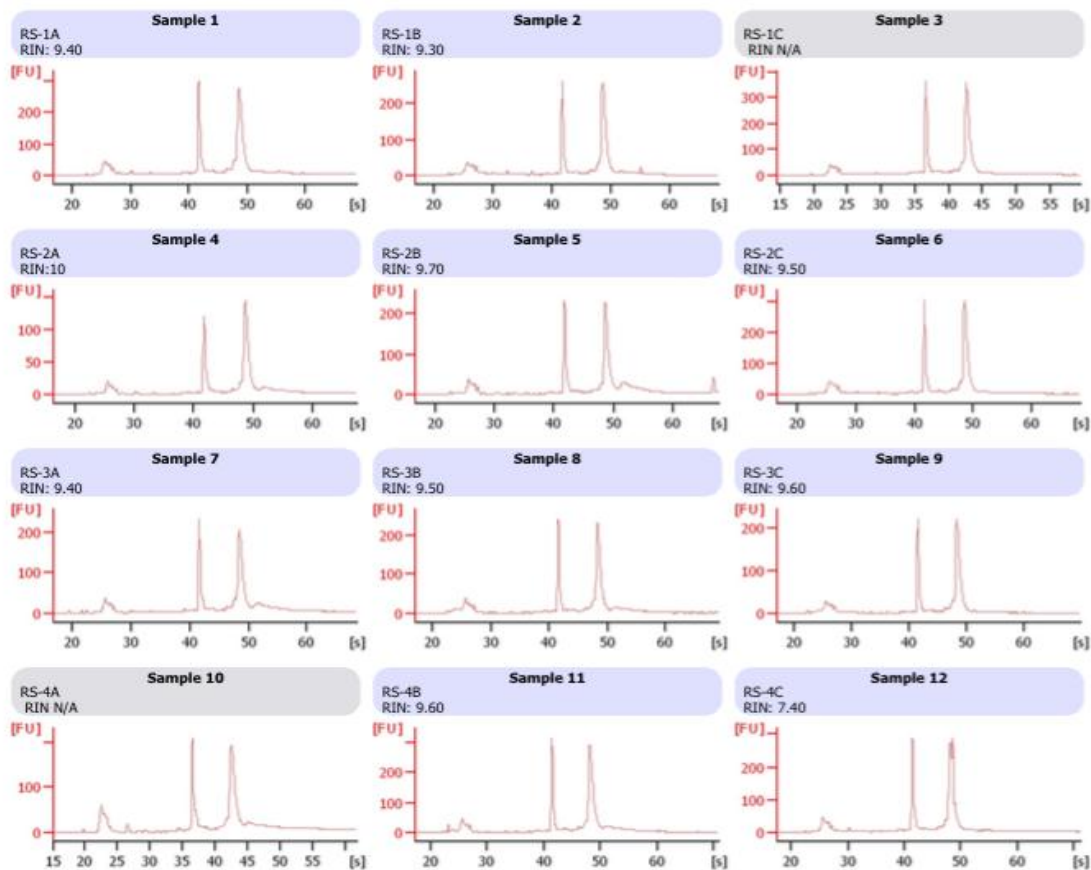 Sample 1
RS-1A
RIN: 9.40
[FU]
200
100
0
20 30 40 50 60 [s]
Sample 2
RS-1B
RIN: 9.30
[FU]
200
100
0
20 30 40 50 60 [s]
Sample 3
RS-1C
RIN N/A
[FU]
300
200
100
0
15 20 25 30 35 40 45 50 55 [s]
Sample 4
RS-2A
RIN:10
[FU]
100
50
0
20 30 40 50 60 [s]
Sample 5
RS-2B
RIN: 9.70
[FU]
200
100
0
20 30 40 50 60 [s]
Sample 6
RS-2C
RIN: 9.50
[FU]
200
100
0
20 30 40 50 60 [s]
Sample 7
RS-3A
RIN: 9.40
[FU]
200
100
0
20 30 40 50 60 [s]
Sample 8
RS-3B
RIN: 9.50
[FU]
200
100
0
20 30 40 50 60 [s]
Sample 9
RS-3C
RIN: 9.60
[FU]
200
100
0
20 30 40 50 60 [s]
Sample 10
RS-4A
RIN N/A
[FU]
100
0
15 20 25 30 35 40 45 50 55 [s]
Sample 11
RS-4B
RIN: 9.60
[FU]
200
100
0
20 30 40 50 60 [s]
Sample 12
RS-4C
RIN: 7.40
[FU]
200
100
0
20 30 40 50 60 [s]